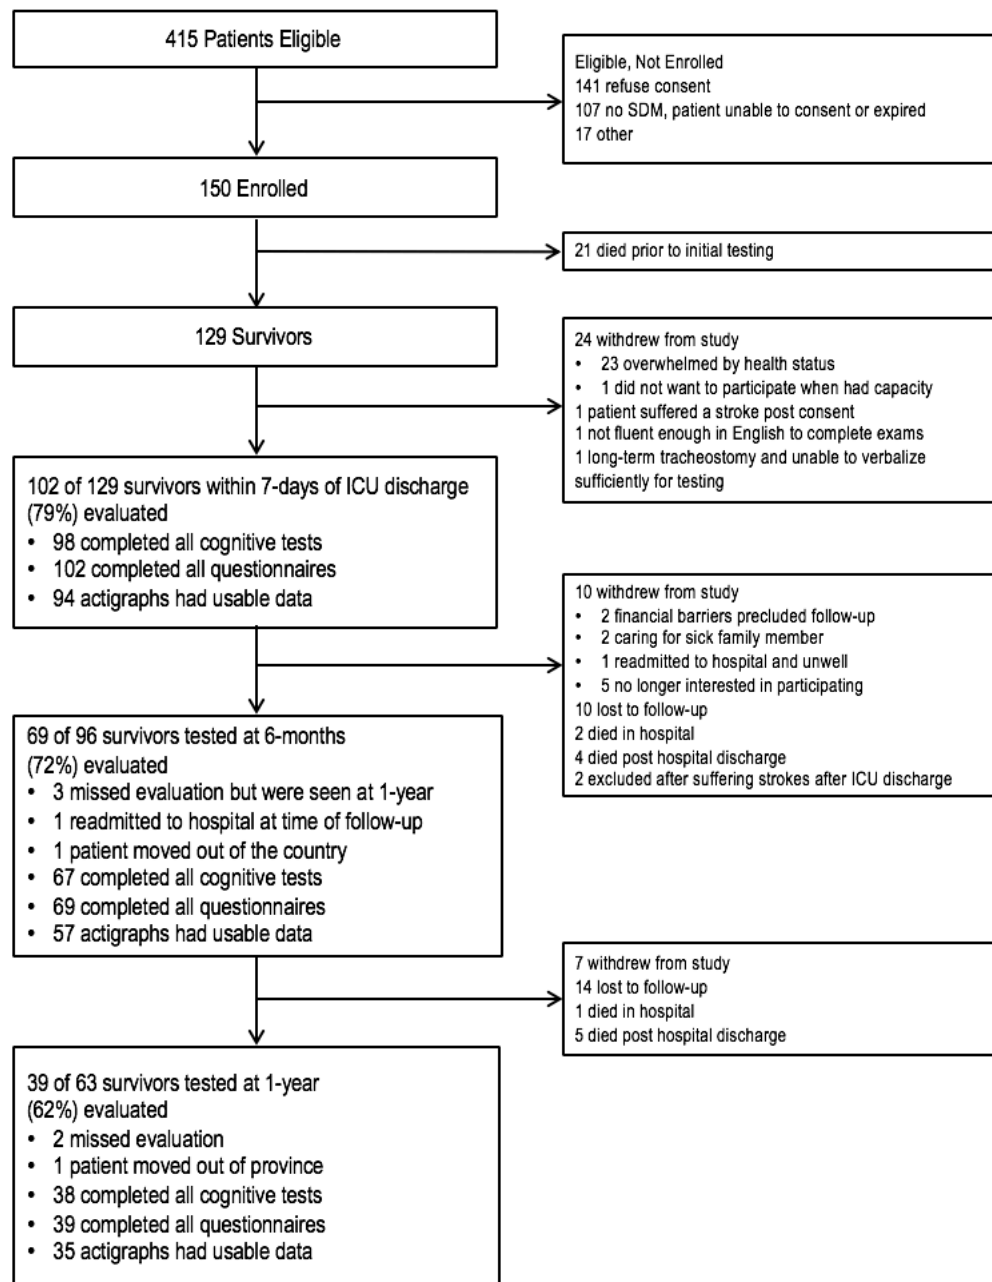 415 Patients Eligible
Eligible, Not Enrolled
141 refuse consent
107 no SDM, patient unable to consent or expired
17 other
150 Enrolled
21 died prior to initial testing
129 Survivors
24 withdrew from study
• 23 overwhelmed by health status
• 1 did not want to participate when had capacity
1 patient suffered a stroke post consent
1 not fluent enough in English to complete exams
1 long-term tracheostomy and unable to verbalize
sufficiently for testing
102 of 129 survivors within 7-days of ICU discharge
(79%) evaluated
• 98 completed all cognitive tests
• 102 completed all questionnaires
• 94 actigraphs had usable data
10 withdrew from study
• 2 financial barriers precluded follow-up
• 2 caring for sick family member
• 1 readmitted to hospital and unwell
• 5 no longer interested in participating
10 lost to follow-up
2 died in hospital
4 died post hospital discharge
2 excluded after suffering strokes after ICU discharge
69 of 96 survivors tested at 6-months
(72%) evaluated
• 3 missed evaluation but were seen at 1-year
• 1 readmitted to hospital at time of follow-up
• 1 patient moved out of the country
• 67 completed all cognitive tests
• 69 completed all questionnaires
• 57 actigraphs had usable data
7 withdrew from study
14 lost to follow-up
1 died in hospital
5 died post hospital discharge
39 of 63 survivors tested at 1-year
(62%) evaluated
• 2 missed evaluation
• 1 patient moved out of province
• 38 completed all cognitive tests
• 39 completed all questionnaires
• 35 actigraphs had usable data